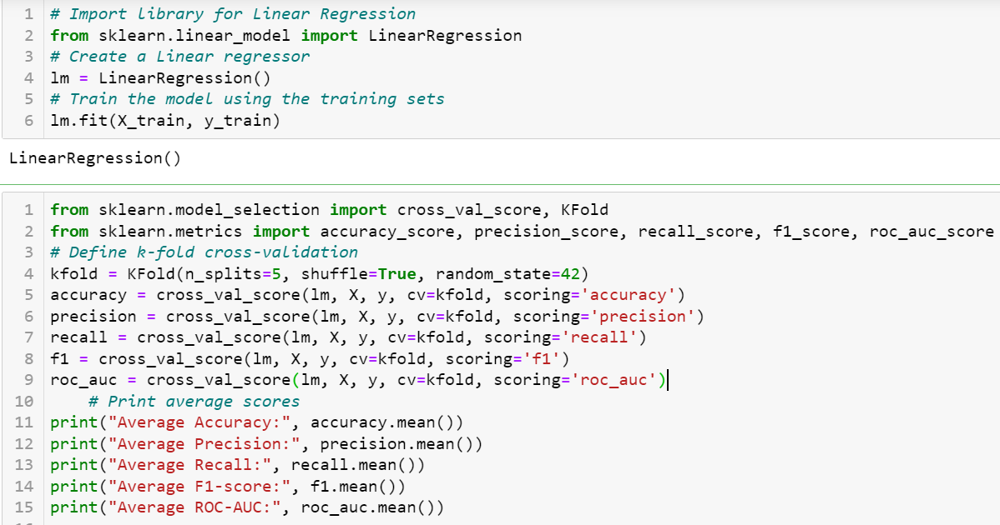 1 # Import library for Linear Regression
2 from sklearn.linear_model import LinearRegression
3 # Create a Linear regressor
4 lm = LinearRegression()
5 # Train the model using the training sets
6 lm.fit(X_train, y_train)
LinearRegression()
1 from sklearn.model_selection import cross_val_score, KFold
2 from sklearn.metrics import accuracy_score, precision_score, recall_score, f1_score, roc_auc_score
3 # Define k-fold cross-validation
4 kfold = KFold(n_splits=5, shuffle=True, random_state=42)
5 accuracy = cross_val_score(lm, X, y, cv=kfold, scoring='accuracy')
6 precision = cross_val_score(lm, X, y, cv=kfold, scoring='precision')
7 recall = cross_val_score(lm, X, y, cv=kfold, scoring='recall')
8 f1 = cross_val_score(lm, X, y, cv=kfold, scoring='f1')
9 roc_auc = cross_val_score(lm, X, y, cv=kfold, scoring='roc_auc')
10     # Print average scores
11 print("Average Accuracy:", accuracy.mean())
12 print("Average Precision:", precision.mean())
13 print("Average Recall:", recall.mean())
14 print("Average F1-score:", f1.mean())
15 print("Average ROC-AUC:", roc_auc.mean())